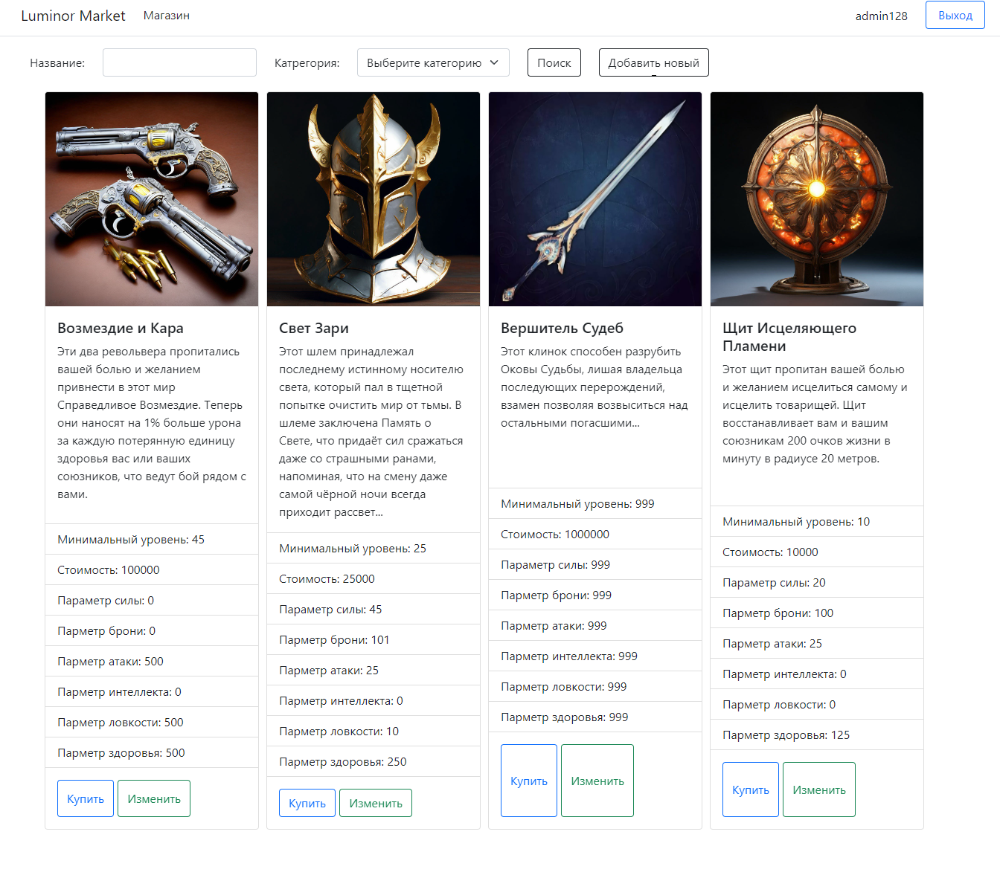 Luminor Market Магазин admin128 Выход
Название: Катрегория: Выберите категорию Поиск Добавить новый
Возмездие и Кара
Эти два револьвера пропитались
вашей болью и желанием
привнести в этот мир
Справедливое Возмездие. Теперь
они наносят на 1% больше урона
за каждую потерянную единицу
здоровья вас или ваших
союзников, что ведут бой рядом с
вами.
Минимальный уровень: 45
Стоимость: 100000
Параметр силы: 0
Парметр брони: 0
Парметр атаки: 500
Парметр интеллекта: 0
Парметр ловкости: 500
Парметр здоровья: 500
Купить Изменить
Свет Зари
Этот шлем принадлежал
последнему истинному носителю
света, который пал в тщетной
попытке очистить мир от тьмы. В
шлеме заключена Память о
Свете, что придаёт сил сражаться
даже со страшными ранами,
напоминая, что на смену даже
самой чёрной ночи всегда
приходит рассвет...
Минимальный уровень: 25
Стоимость: 25000
Параметр силы: 45
Парметр брони: 101
Парметр атаки: 25
Парметр интеллекта: 0
Парметр ловкости: 10
Парметр здоровья: 250
Купить Изменить
Вершитель Судеб
Этот клинок способен разрубить
Оковы Судьбы, лишая владельца
последующих перерождений,
взамен позволяя возвыситься над
остальными погасшими...
Минимальный уровень: 999
Стоимость: 1000000
Параметр силы: 999
Парметр брони: 999
Парметр атаки: 999
Парметр интеллекта: 999
Парметр ловкости: 999
Парметр здоровья: 999
Купить Изменить
Щит Исцеляющего
Пламени
Этот щит пропитан вашей болью
и желанием исцелиться самому и
исцелить товарищей. Щит
восстанавливает вам и вашим
союзникам 200 очков жизни в
минуту в радиусе 20 метров.
Минимальный уровень: 10
Стоимость: 10000
Параметр силы: 20
Парметр брони: 100
Парметр атаки: 25
Парметр интеллекта: 0
Парметр ловкости: 0
Парметр здоровья: 125
Купить Изменить